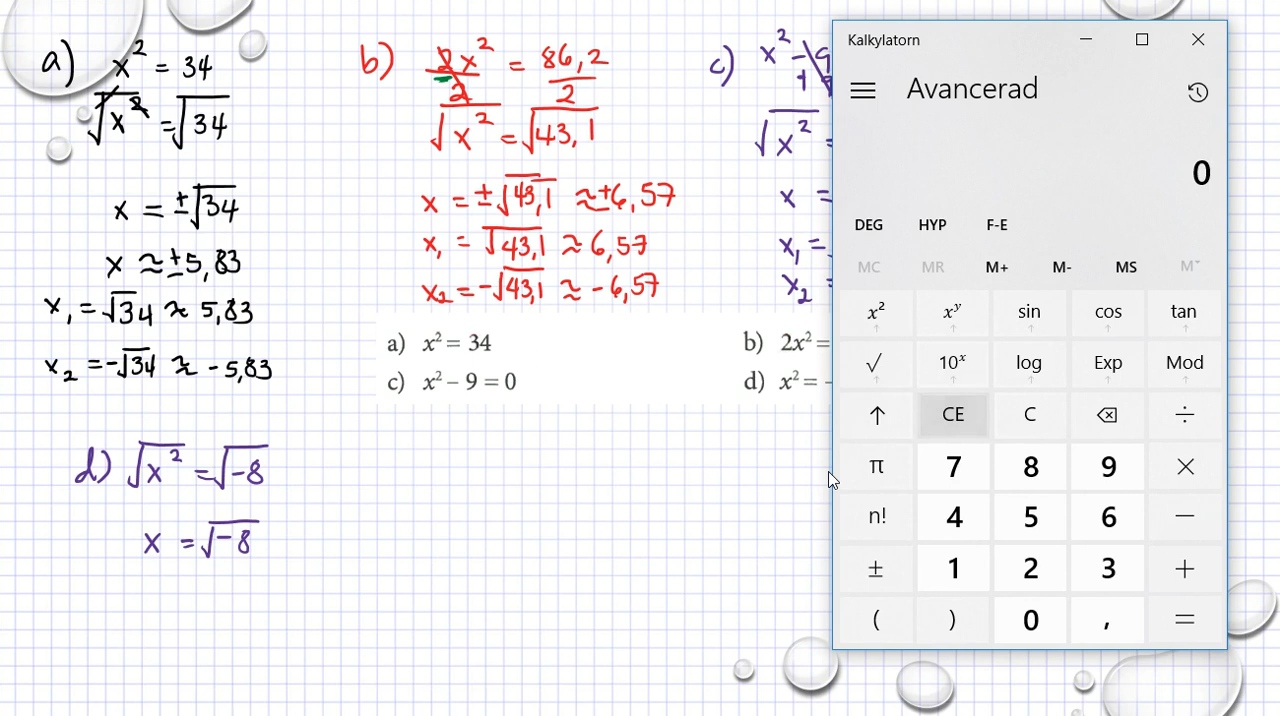 a) x² = 34
√x² = √34
x = ±√34
x ≈ ±5,83
x₁ = √34 ≈ 5,83
x₂ = -√34 ≈ -5,83
b) 2x²/2 = 86,2/2
√x² = √43,1
x = ±√43,1 ≈ ±6,57
x₁ = √43,1 ≈ 6,57
x₂ = -√43,1 ≈ -6,57
c) x² - 9
+ 9
√x² =
x =
x₁ =
x₂ =
a) x² = 34
b) 2x² =
c) x² – 9 = 0
d) x² = –
d) √x² = √-8
x = √-8
Kalkylatorn
Avancerad
0
DEG HYP F-E
MC MR M+ M- MS M˅
x² xʸ sin cos tan
√ 10ˣ log Exp Mod
↑ CE C ⌫ ÷
π 7 8 9 ×
n! 4 5 6 −
± 1 2 3 +
( ) 0 , =